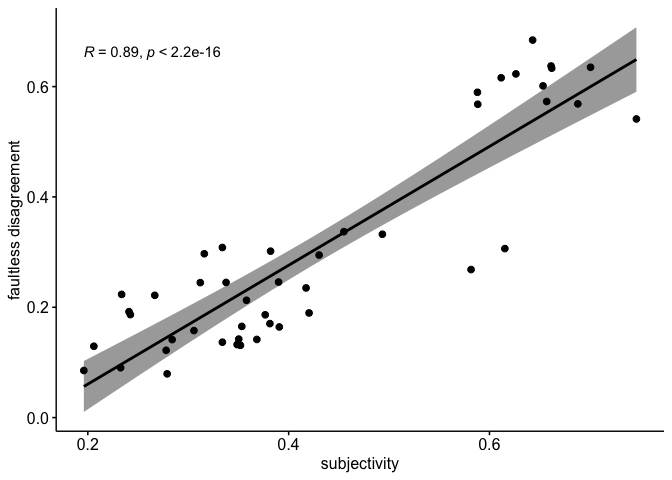 R = 0.89, p < 2.2e-16
0.6
0.4
0.2
0.0
faultless disagreement
0.2 0.4 0.6
subjectivity